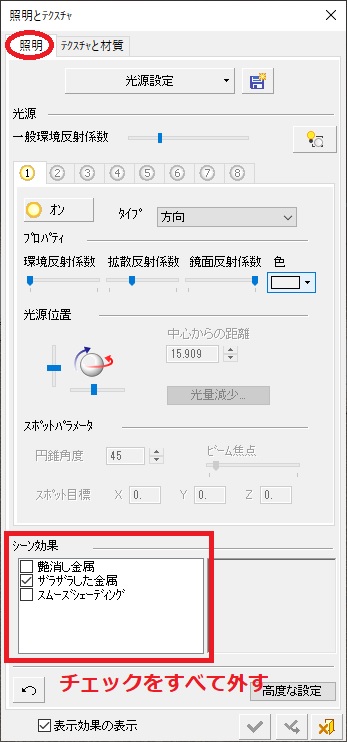 照明とテクスチャ
照明 テクスチャと材質
光源設定
光源
一般環境反射係数
1 2 3 4 5 6 7 8
オン タイプ 方向
プロパティ
環境反射係数 拡散反射係数 鏡面反射係数 色
光源位置
中心からの距離
15.909
光量減少...
スポットパラメータ
円錐角度 45 ビーム焦点
スポット目標 X 0. Y 0. Z 0.
シーン効果
艶消し金属
ザラザラした金属
スムーズシェーディング
チェックをすべて外す
高度な設定
表示効果の表示